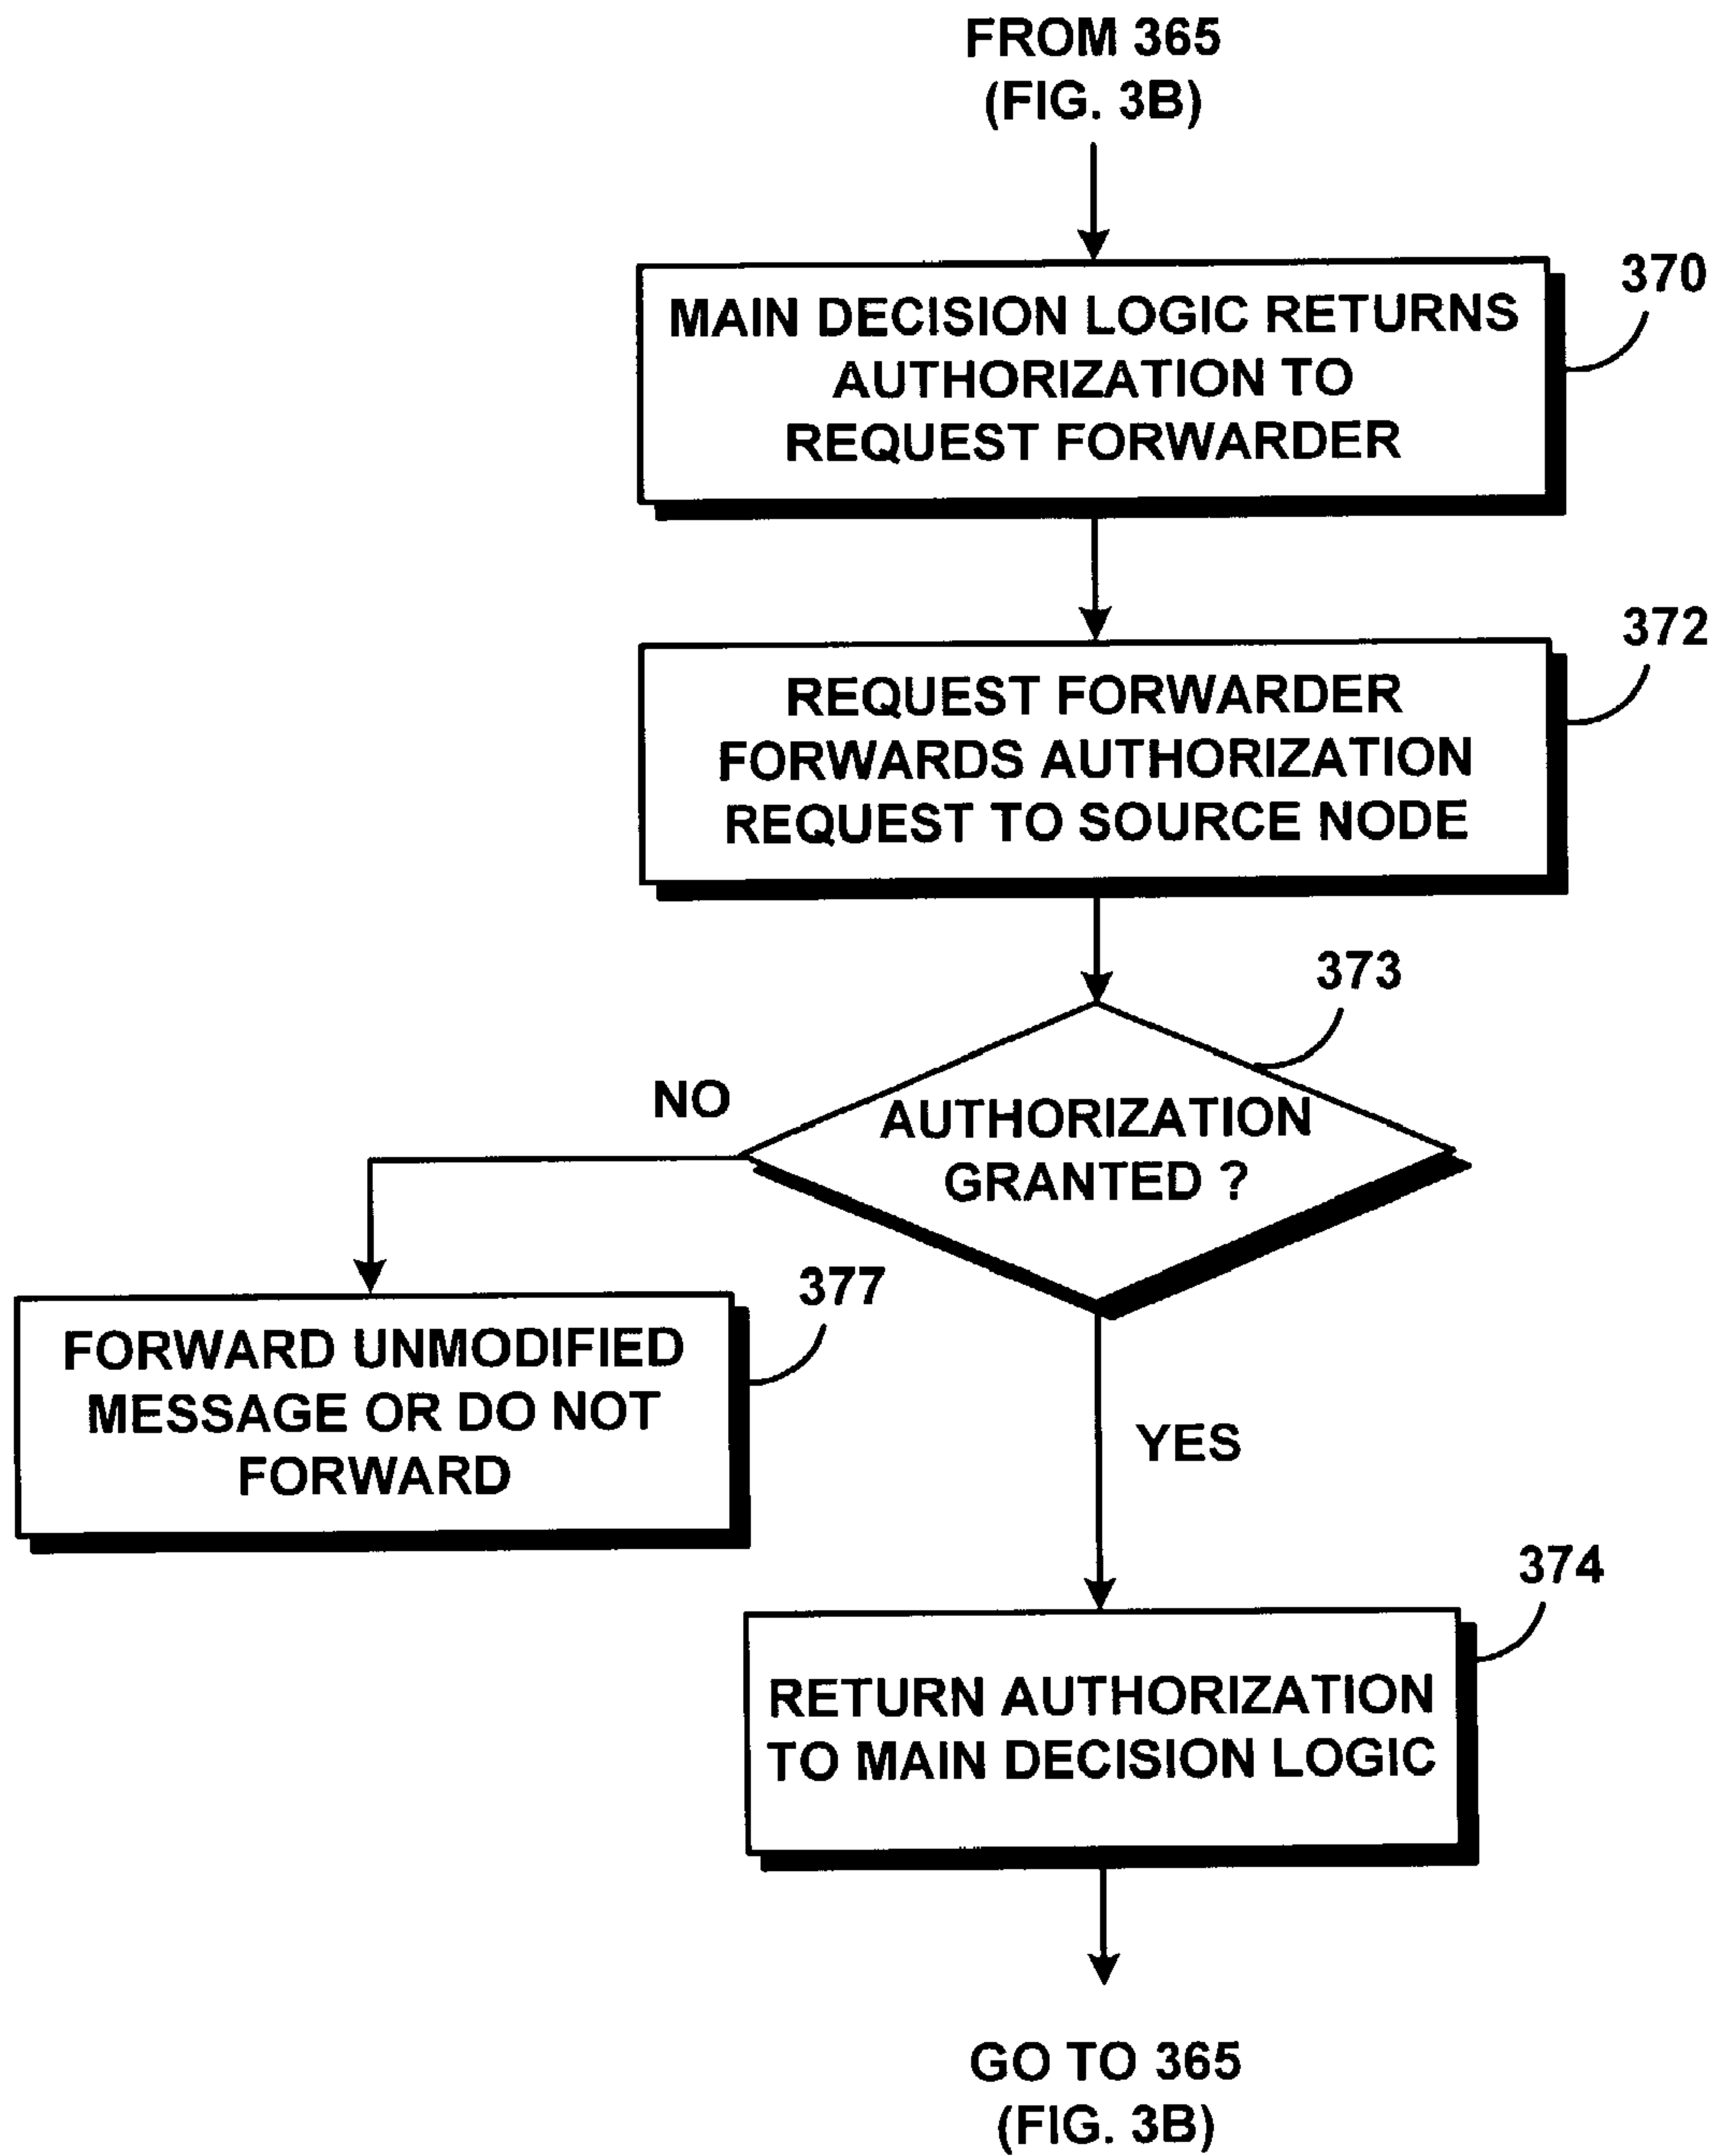 FROM 365
(FIG. 3B)
370
MAIN DECISION LOGIC RETURNS
AUTHORIZATION TO
REQUEST FORWARDER
372
REQUEST FORWARDER
FORWARDS AUTHORIZATION
REQUEST TO SOURCE NODE
373
NO
AUTHORIZATION
GRANTED ?
377
FORWARD UNMODIFIED
MESSAGE OR DO NOT
FORWARD
YES
374
RETURN AUTHORIZATION
TO MAIN DECISION LOGIC
GO TO 365
(FIG. 3B)